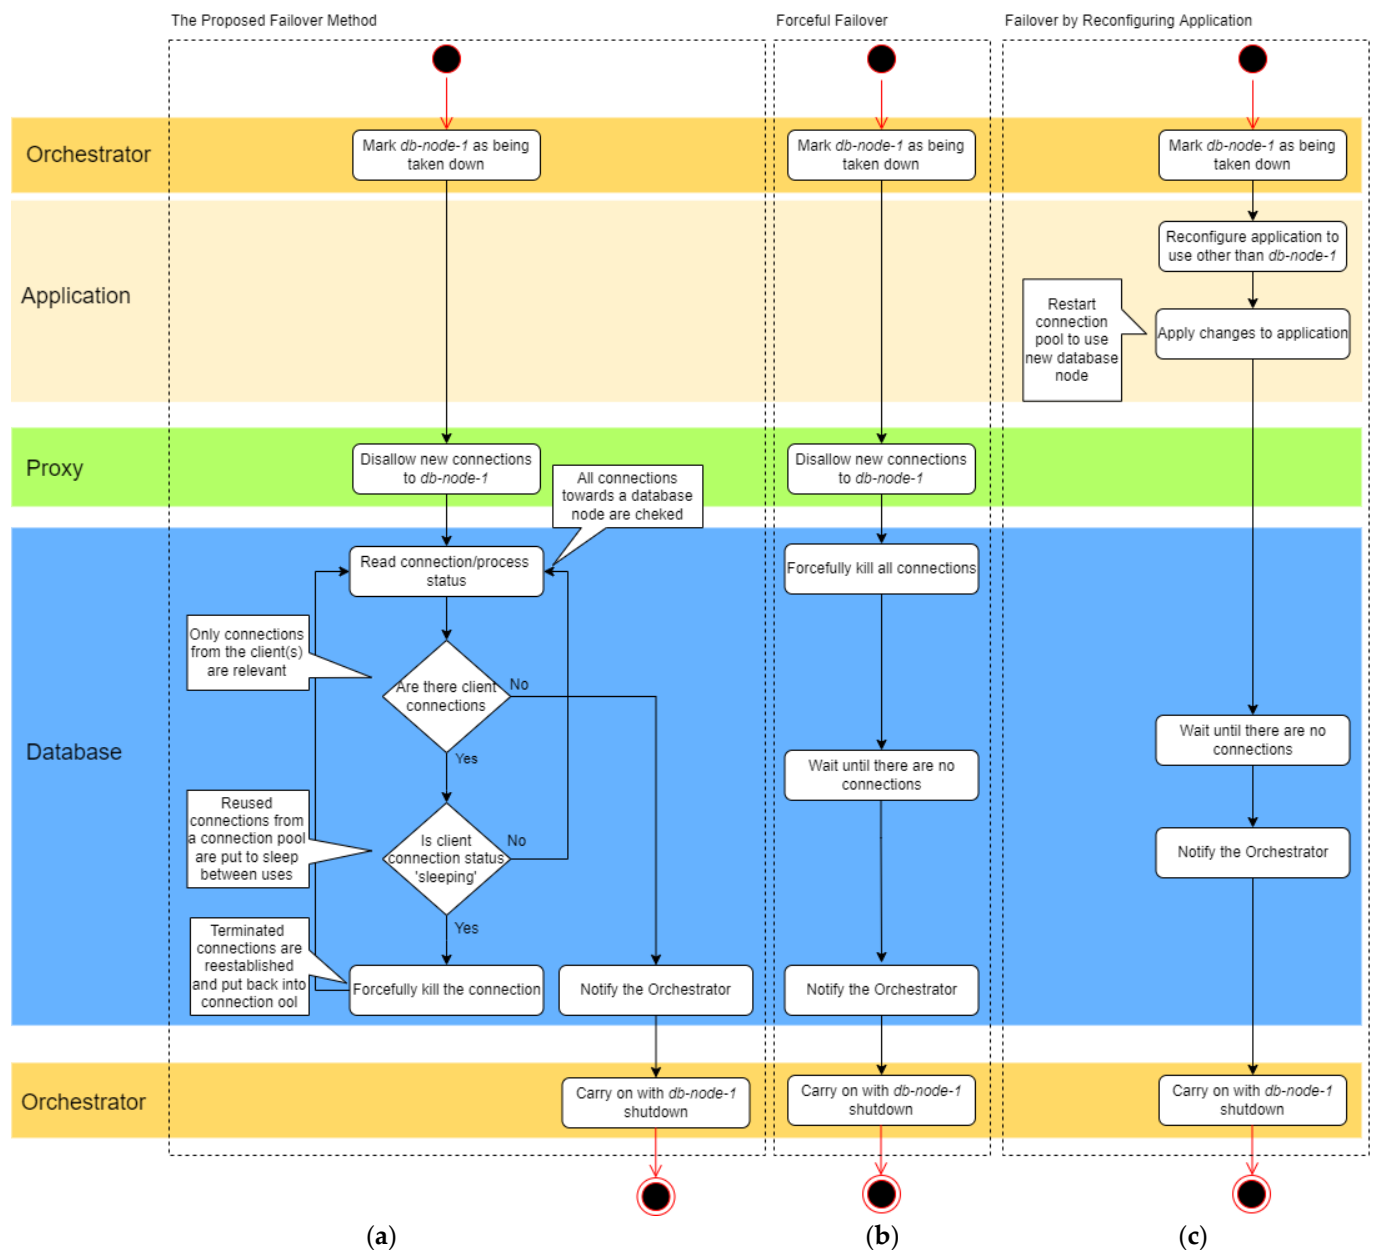 The Proposed Failover Method
Forceful Failover
Failover by Reconfiguring Application
Orchestrator
Mark db-node-1 as being
taken down
Mark db-node-1 as being
taken down
Mark db-node-1 as being
taken down
Application
Reconfigure application to
use other than db-node-1
Restart
connection
pool to use
new database
node
Apply changes to application
Proxy
Disallow new connections
to db-node-1
All connections
towards a database
node are cheked
Disallow new connections
to db-node-1
Database
Read connection/process
status
Forcefully kill all connections
Only connections
from the client(s)
are relevant
Are there client
connections
No
Yes
Wait until there are no
connections
Wait until there are no
connections
Reused
connections from
a connection pool
are put to sleep
between uses
Is client
connection status
'sleeping'
No
Yes
Notify the Orchestrator
Terminated
connections are
reestablished
and put back into
connection ool
Forcefully kill the connection
Notify the Orchestrator
Notify the Orchestrator
Orchestrator
Carry on with db-node-1
shutdown
Carry on with db-node-1
shutdown
Carry on with db-node-1
shutdown
(a)
(b)
(c)